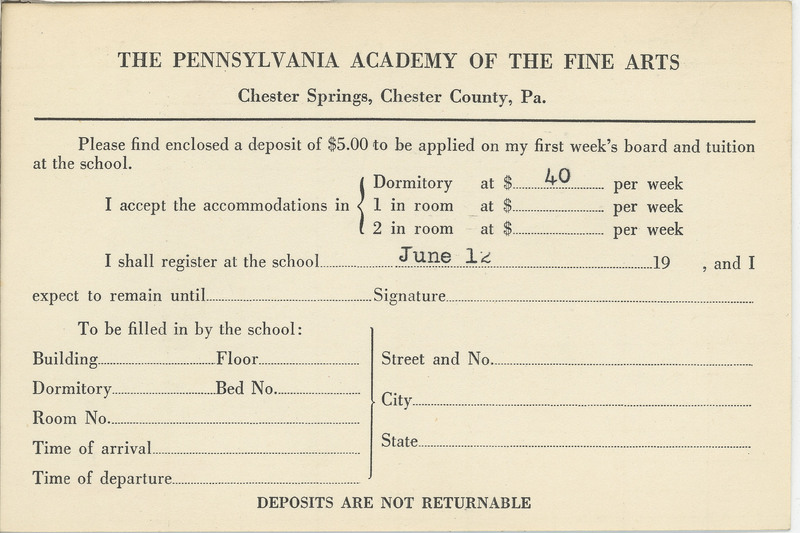 THE PENNSYLVANIA ACADEMY OF THE FINE ARTS
Chester Springs, Chester County, Pa.
Please find enclosed a deposit of $5.00 to be applied on my first week's board and tuition
at the school.
I accept the accommodations in { Dormitory at $ 40 per week
1 in room at $ per week
2 in room at $ per week
I shall register at the school June 12 19 , and I
expect to remain until Signature
To be filled in by the school:
Building Floor
Dormitory Bed No.
Room No.
Time of arrival
Time of departure
Street and No.
City
State
DEPOSITS ARE NOT RETURNABLE